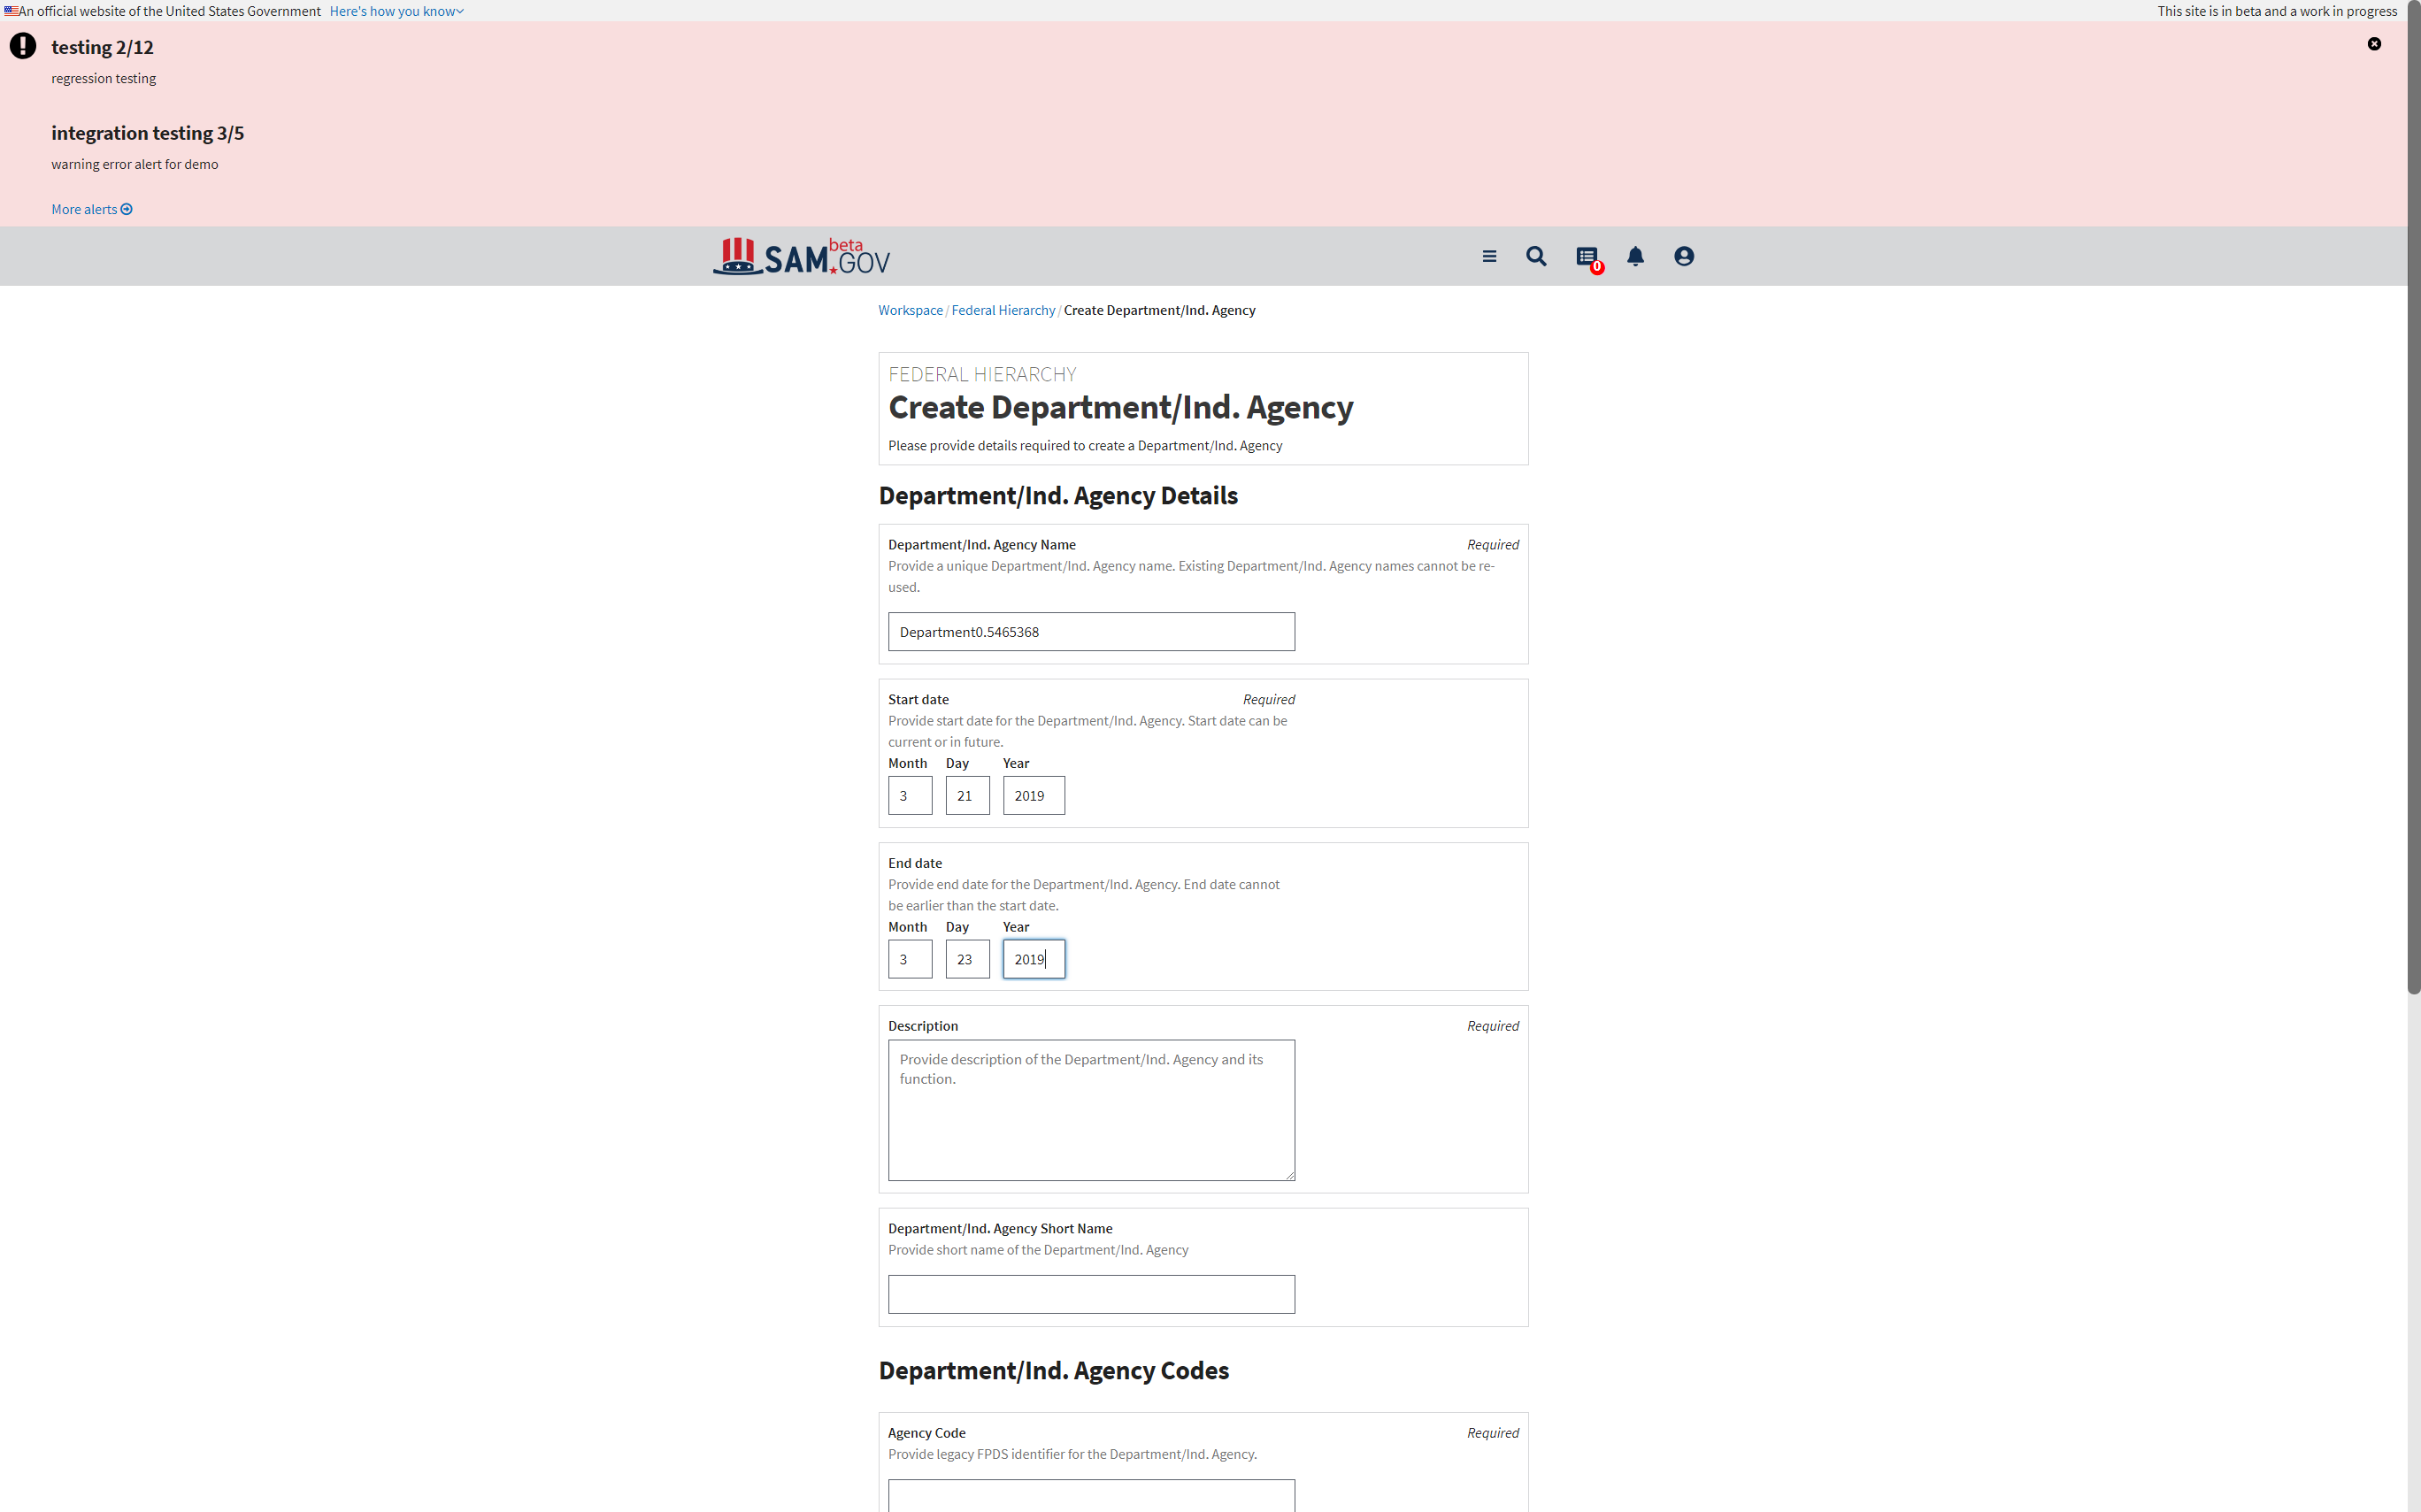 An official website of the United States Government Here's how you know
This site is in beta and a work in progress
testing 2/12
regression testing
integration testing 3/5
warning error alert for demo
More alerts
SAM.GOV beta
0
Workspace / Federal Hierarchy / Create Department/Ind. Agency
FEDERAL HIERARCHY
Create Department/Ind. Agency
Please provide details required to create a Department/Ind. Agency
Department/Ind. Agency Details
Department/Ind. Agency Name Required
Provide a unique Department/Ind. Agency name. Existing Department/Ind. Agency names cannot be re-
used.
Department0.5465368
Start date Required
Provide start date for the Department/Ind. Agency. Start date can be
current or in future.
Month Day Year
3 21 2019
End date
Provide end date for the Department/Ind. Agency. End date cannot
be earlier than the start date.
Month Day Year
3 23 2019
Description Required
Provide description of the Department/Ind. Agency and its
function.
Department/Ind. Agency Short Name
Provide short name of the Department/Ind. Agency
Department/Ind. Agency Codes
Agency Code Required
Provide legacy FPDS identifier for the Department/Ind. Agency.